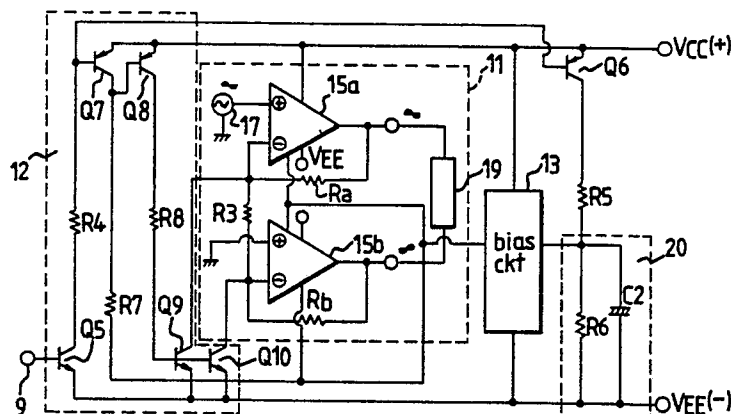 VCC(+)
11
Q6
Q7
Q8
15a
⊕
17
⊖
VEE
19
13
12
Ra
R3
R4
R8
R5
⊕
15b
bias
ckt
20
⊖
R7
Q9
Rb
R6
C2
Q5
Q10
9
VEE(-)